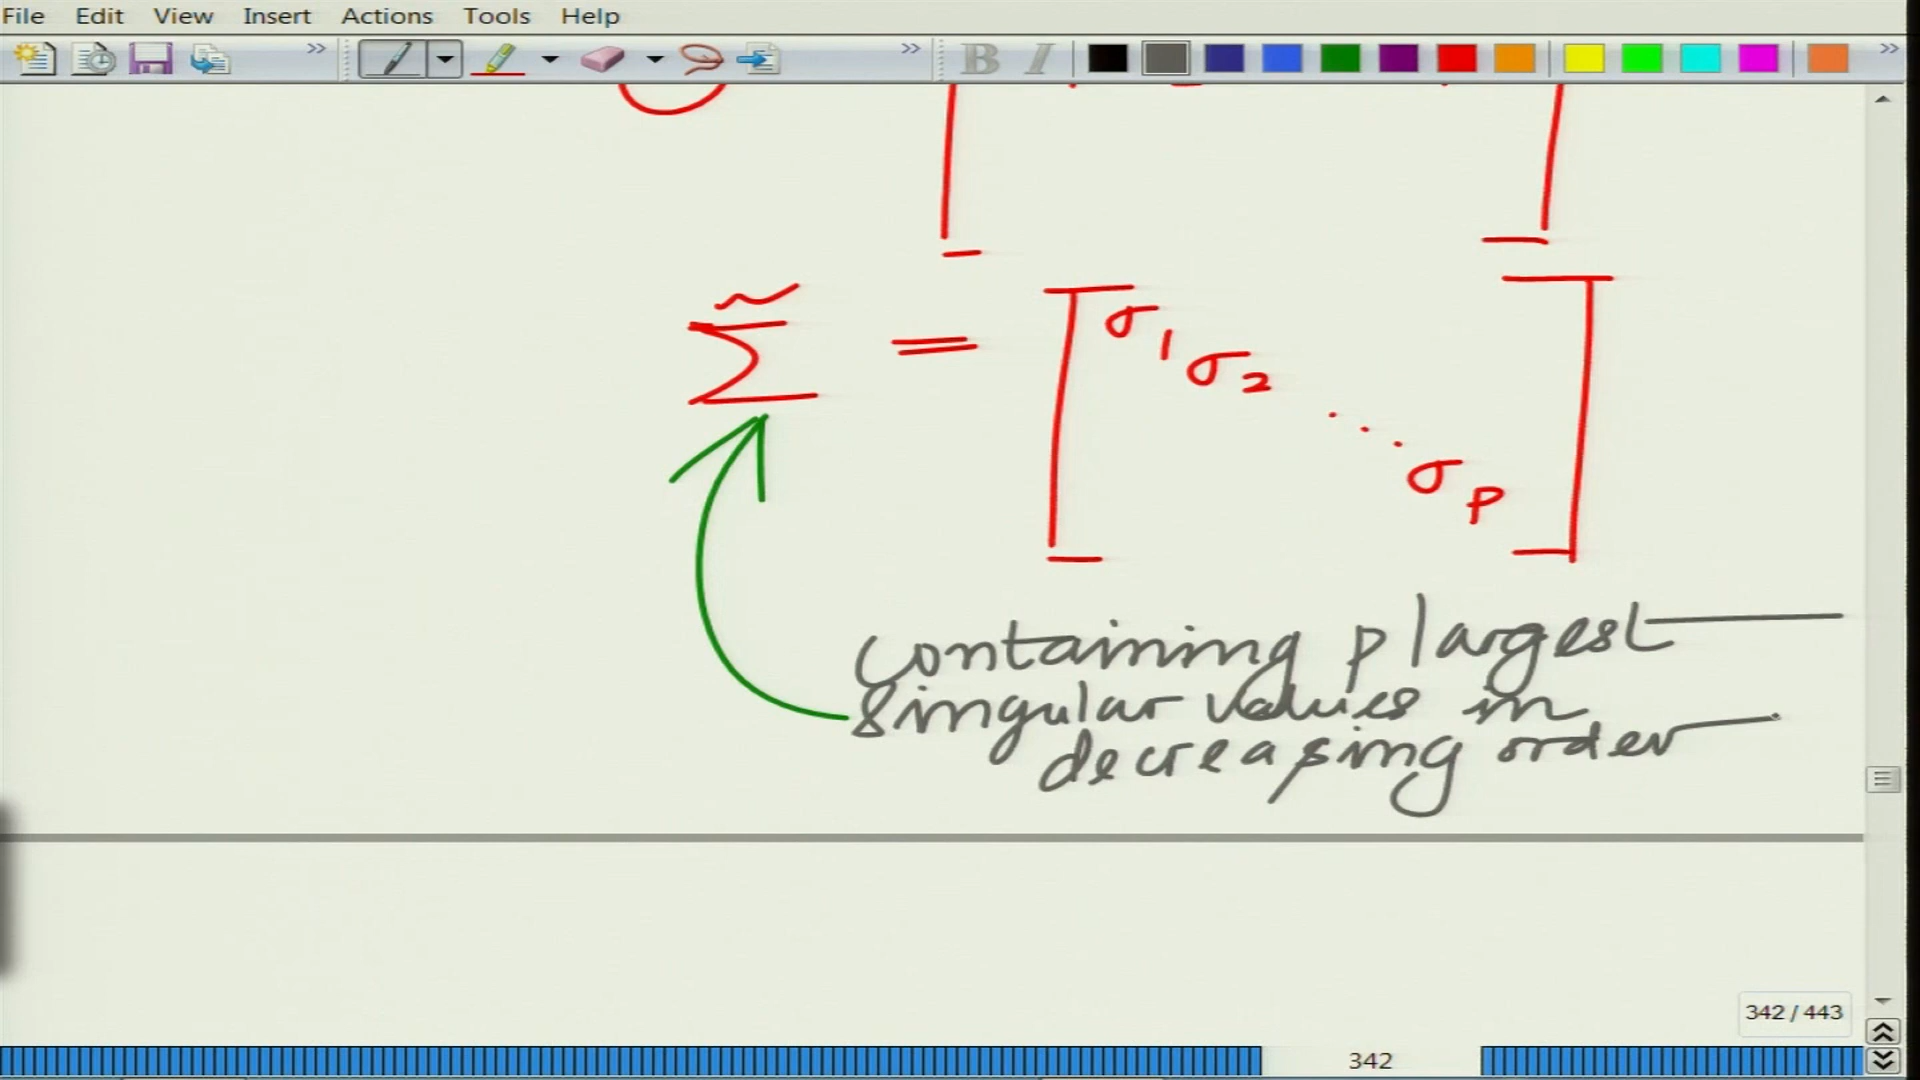 File Edit View Insert Actions Tools Help
B I
Σ̃ = [σ₁ σ₂ ... σₚ]
containing p largest
singular values in
decreasing order
342 / 443
342